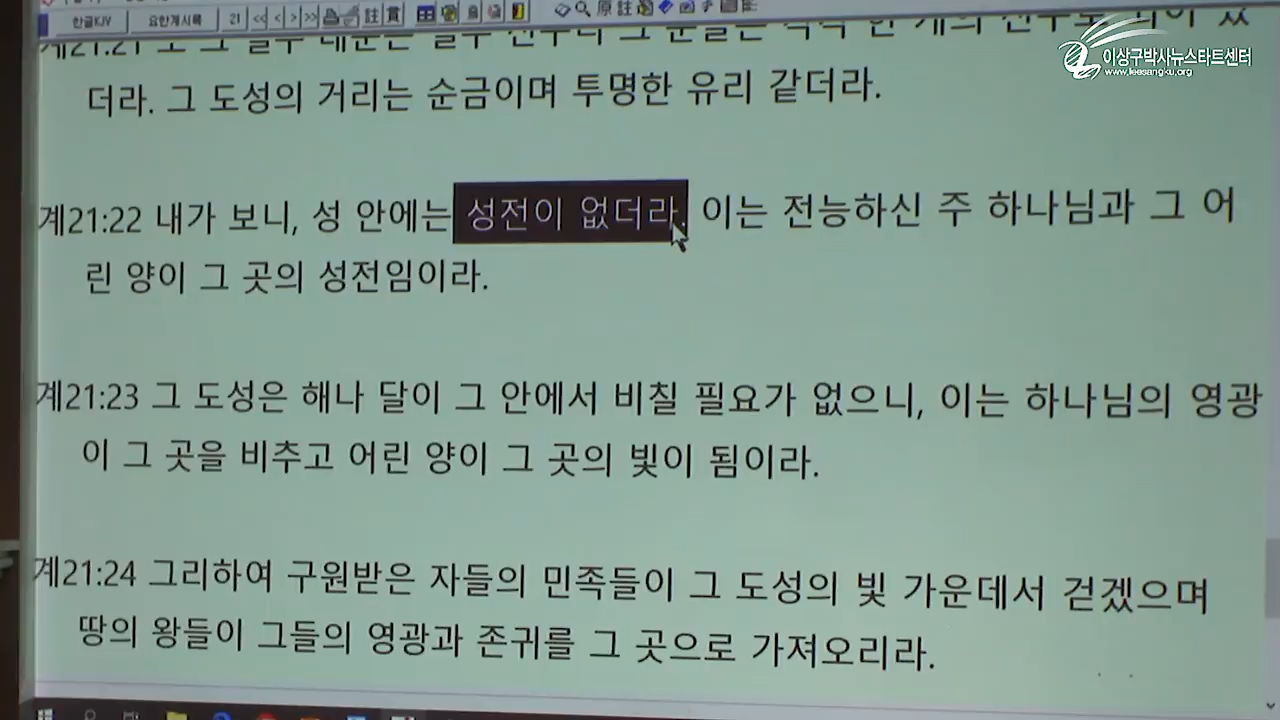 한글KJV 요한계시록 21 << < > >>
이상구박사뉴스타트센터
www.leesangku.org
더라. 그 도성의 거리는 순금이며 투명한 유리 같더라.
계21:22 내가 보니, 성 안에는 성전이 없더라. 이는 전능하신 주 하나님과 그 어
린 양이 그 곳의 성전임이라.
계21:23 그 도성은 해나 달이 그 안에서 비칠 필요가 없으니, 이는 하나님의 영광
이 그 곳을 비추고 어린 양이 그 곳의 빛이 됨이라.
계21:24 그리하여 구원받은 자들의 민족들이 그 도성의 빛 가운데서 걷겠으며
땅의 왕들이 그들의 영광과 존귀를 그 곳으로 가져오리라.